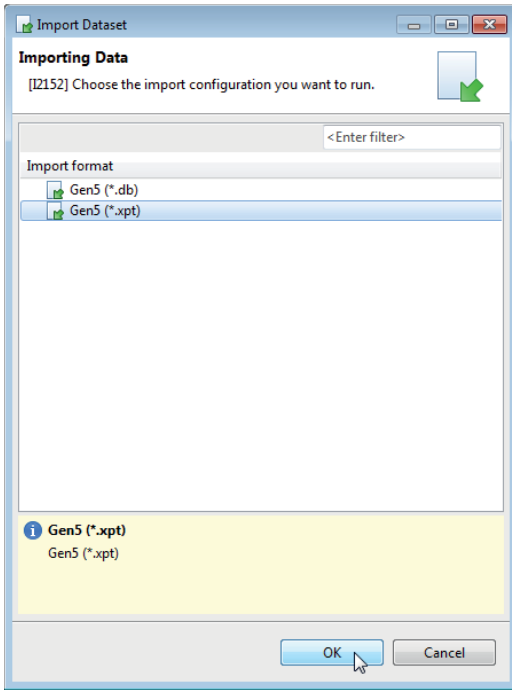 Import Dataset
Importing Data
[I2152] Choose the import configuration you want to run.
<Enter filter>
Import format
Gen5 (*.db)
Gen5 (*.xpt)
Gen5 (*.xpt)
Gen5 (*.xpt)
OK
Cancel